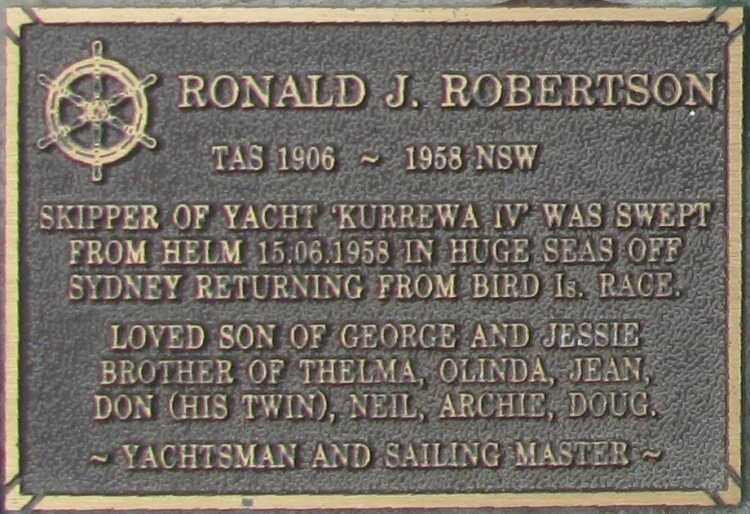 RONALD J. ROBERTSON
TAS 1906 ~ 1958 NSW
SKIPPER OF YACHT 'KURREWA IV' WAS SWEPT
FROM HELM 15.06.1958 IN HUGE SEAS OFF
SYDNEY RETURNING FROM BIRD Is. RACE.
LOVED SON OF GEORGE AND JESSIE
BROTHER OF THELMA, OLINDA, JEAN,
DON (HIS TWIN), NEIL, ARCHIE, DOUG.
~ YACHTSMAN AND SAILING MASTER ~